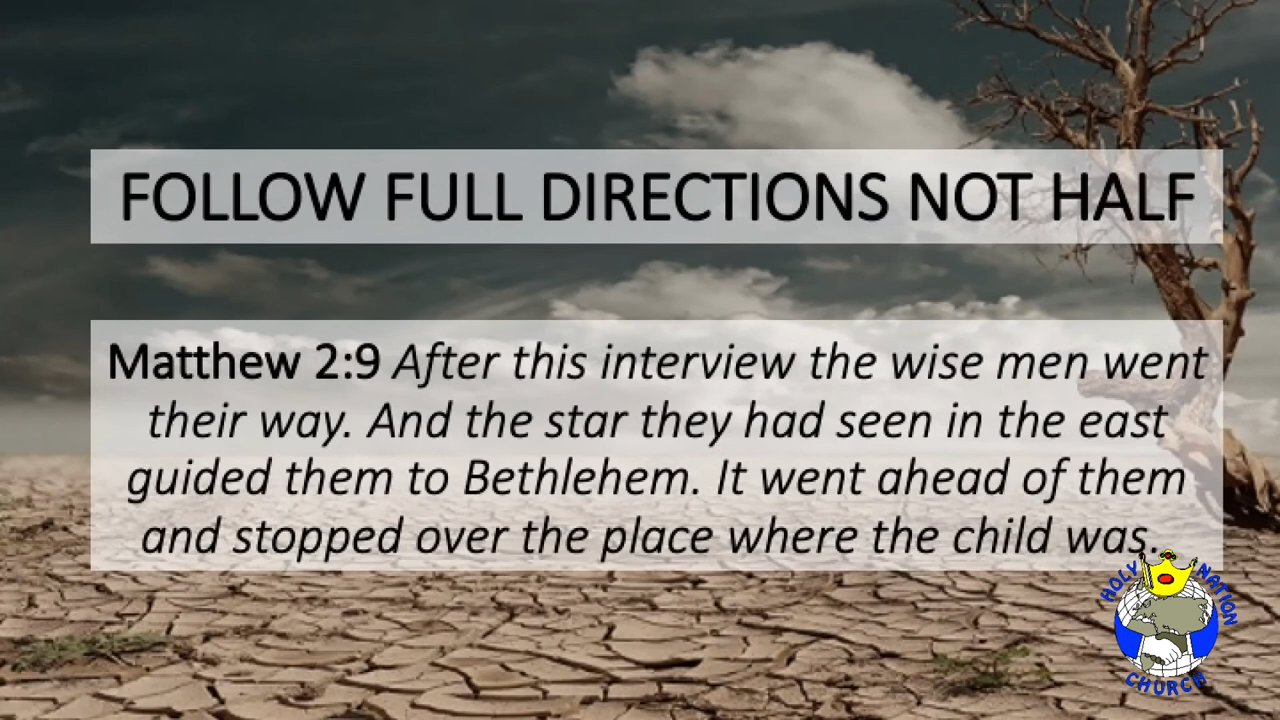 FOLLOW FULL DIRECTIONS NOT HALF
Matthew 2:9 After this interview the wise men went
their way. And the star they had seen in the east
guided them to Bethlehem. It went ahead of them
and stopped over the place where the child was.
HOLY NATION
CHURCH